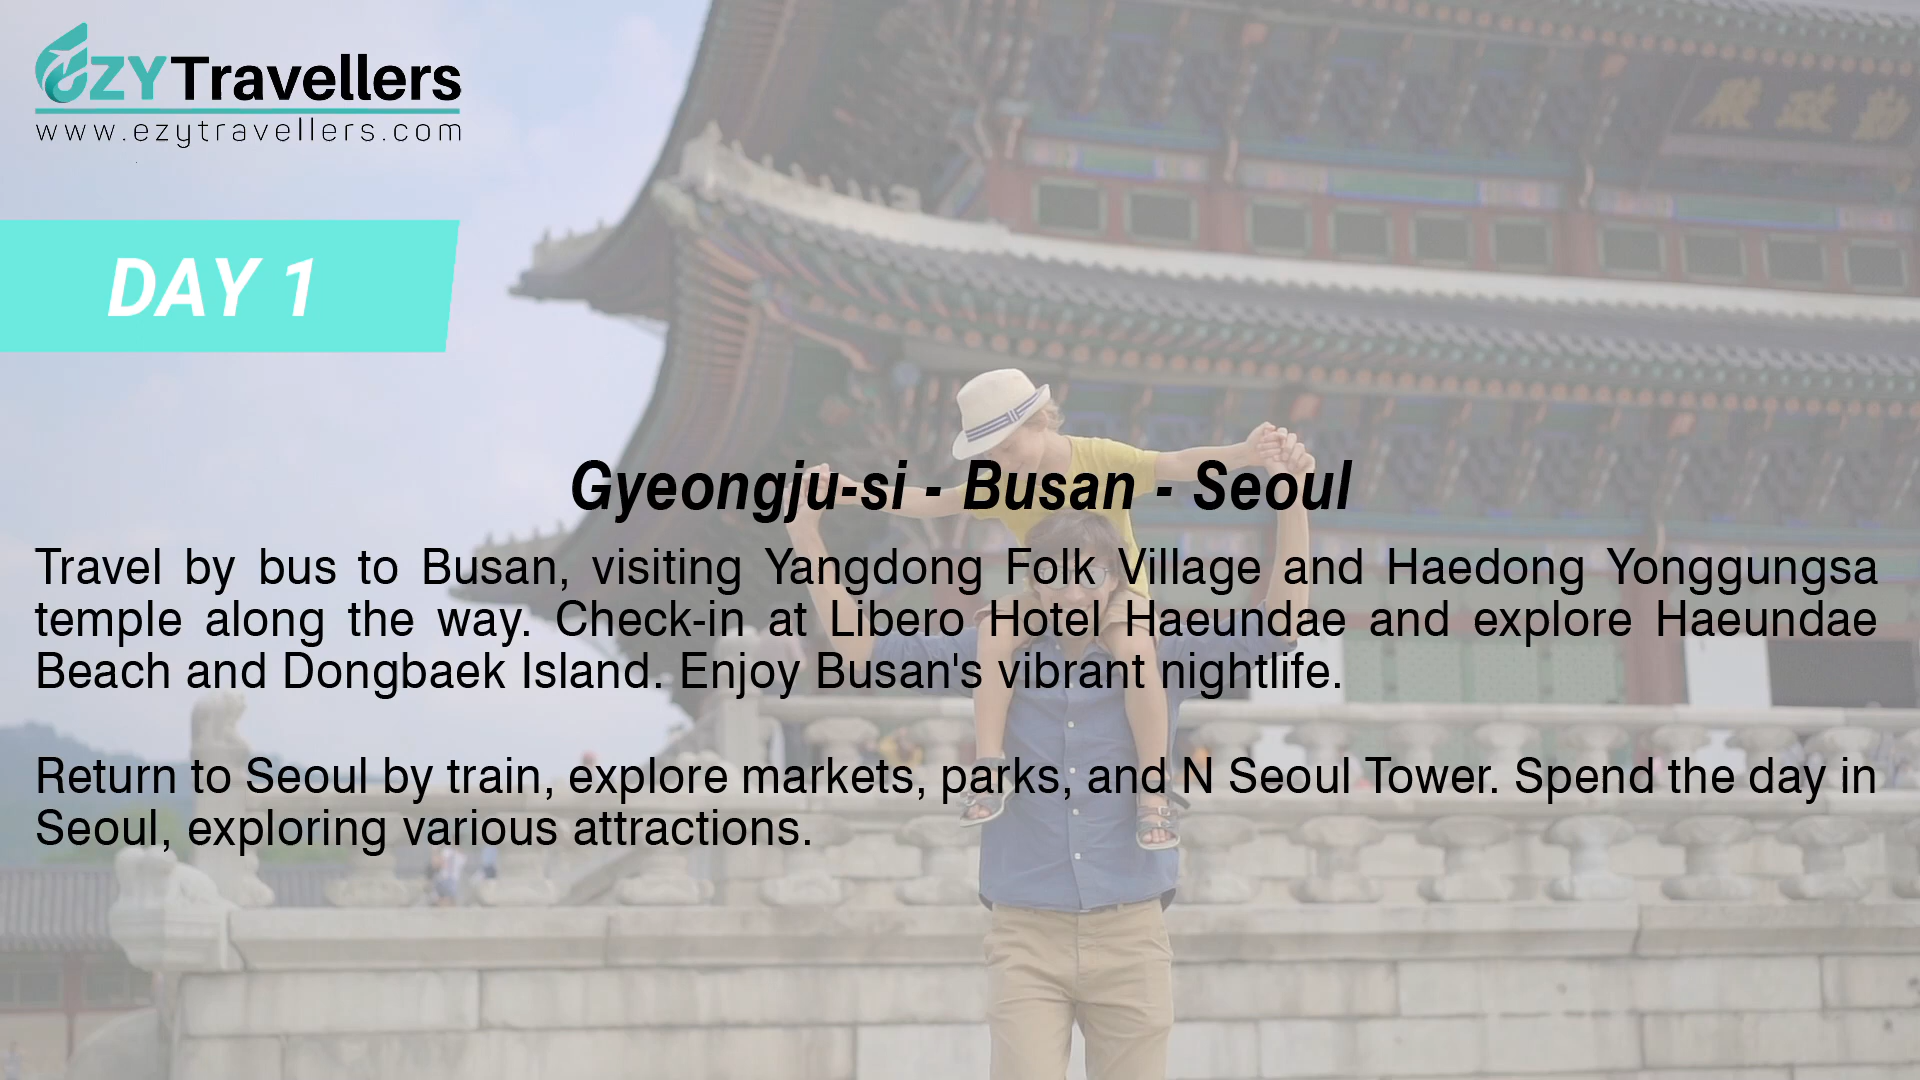 EZYTravellers
www.ezytravellers.com
勤政殿
DAY 1
Gyeongju-si - Busan - Seoul
Travel by bus to Busan, visiting Yangdong Folk Village and Haedong Yonggungsa
temple along the way. Check-in at Libero Hotel Haeundae and explore Haeundae
Beach and Dongbaek Island. Enjoy Busan's vibrant nightlife.
Return to Seoul by train, explore markets, parks, and N Seoul Tower. Spend the day in
Seoul, exploring various attractions.